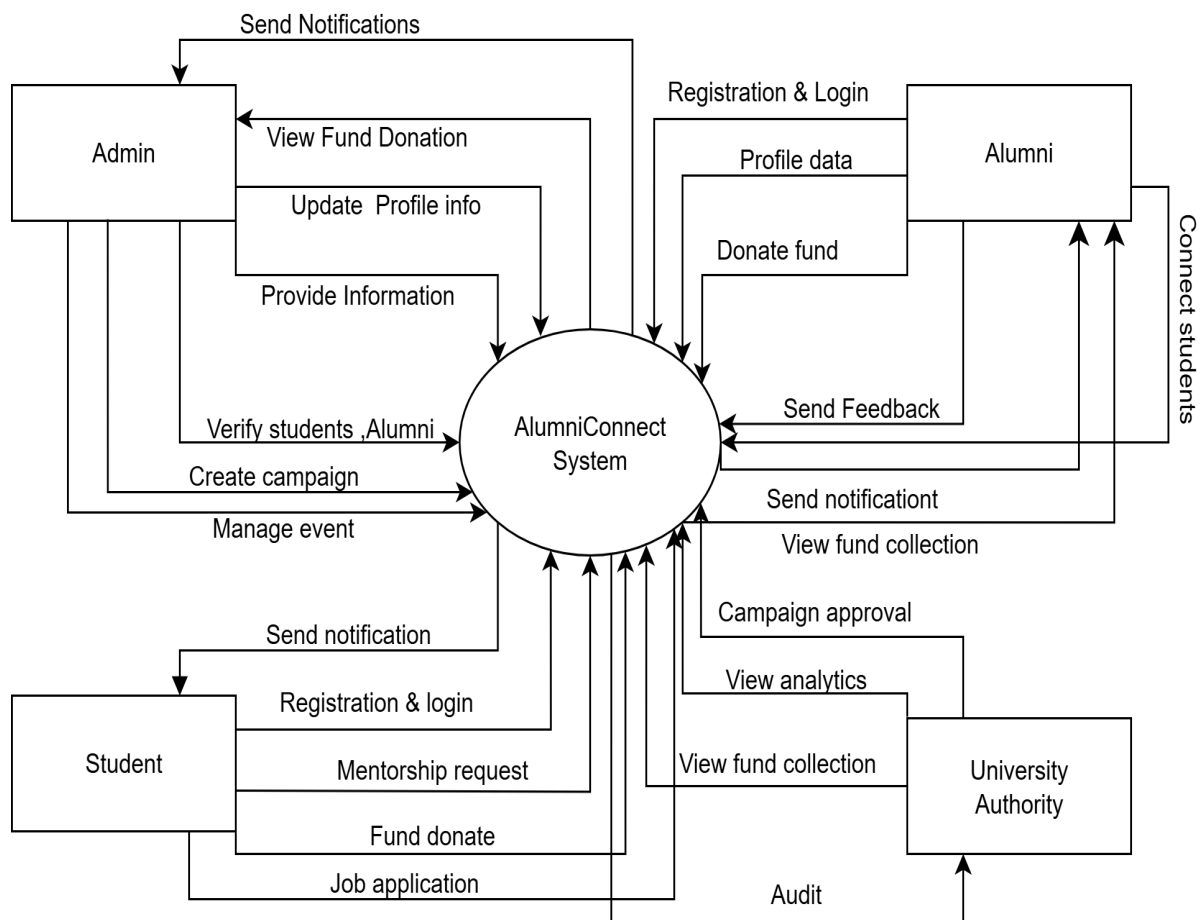 Send Notifications
Registration & Login
View Fund Donation
Admin
Alumni
Profile data
Update Profile info
Connect students
Donate fund
Provide Information
Send Feedback
Verify students ,Alumni
AlumniConnect
System
Create campaign
Send notificationt
Manage event
View fund collection
Campaign approval
Send notification
View analytics
Registration & login
Student
Mentorship request
View fund collection
University
Authority
Fund donate
Job application
Audit